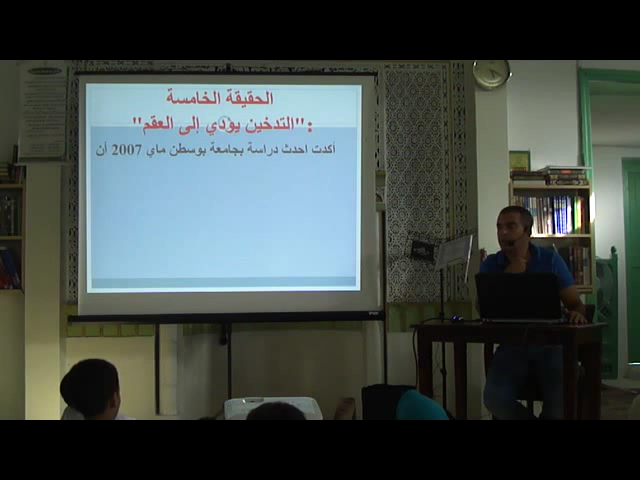 الحقيقة الخامسة
:"التدخين يؤدي إلى العقم"
أكدت احدث دراسة بجامعة بوسطن ماي 2007 أن